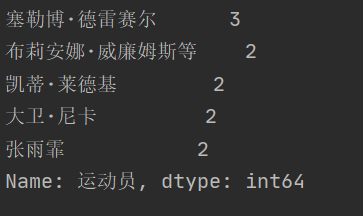 塞勒博·德雷赛尔 3
布莉安娜·威廉姆斯等 2
凯蒂·莱德基 2
大卫·尼卡 2
张雨霏 2
Name: 运动员, dtype: int64